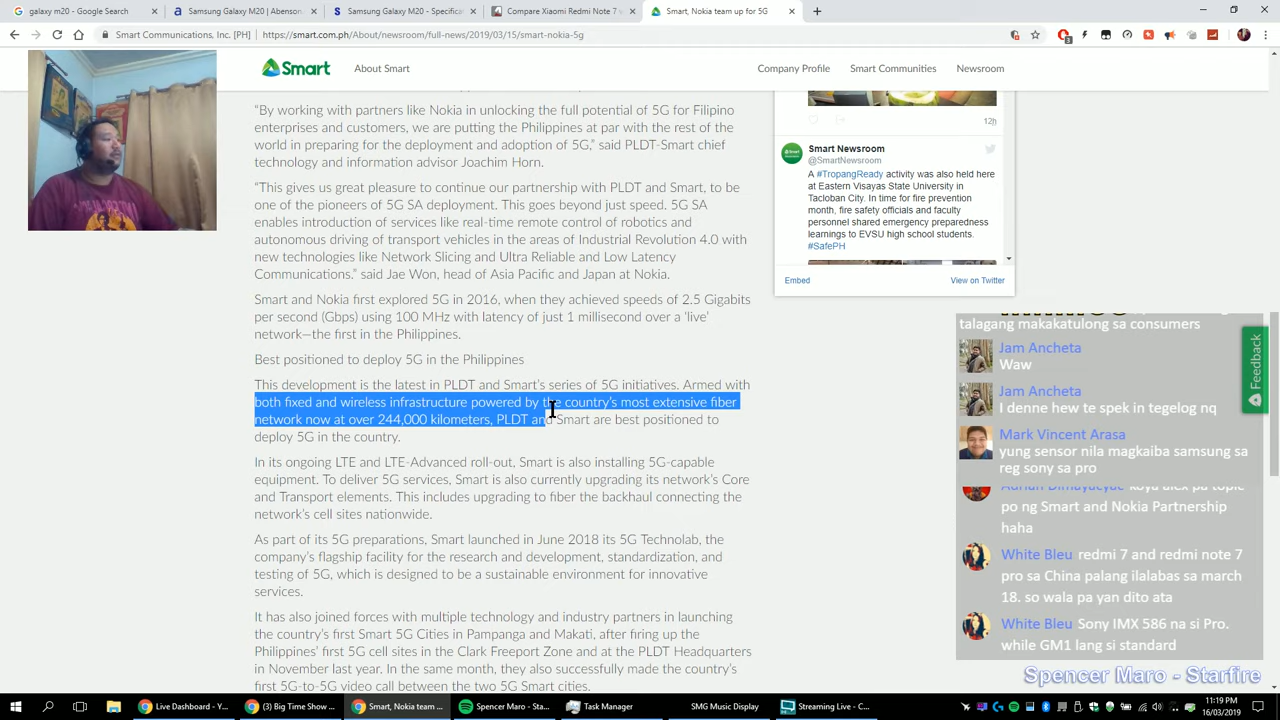 galaxy m20 - Google Search
Samsung Galaxy M20 | Abenson
Samsung Galaxy M20 - Specific
Compare Xiaomi Redmi Note 7 v
Smart, Nokia team up for 5G
Smart Communications, Inc. [PH]
https://smart.com.ph/About/newsroom/full-news/2019/03/15/smart-nokia-5g
3
Smart
About Smart
Company Profile
Smart Communities
Newsroom
“By working with partners like Nokia in unlocking the full potential of 5G for Filipino
enterprises and customers, we are putting the Philippines at par with the rest of the
world in preparing for the deployment and adoption of 5G,” said PLDT-Smart chief
technology and information advisor Joachim Horn.
“This gives us great pleasure to continue our partnership with PLDT and Smart, to be
one of the pioneers of 5G SA deployment. This goes beyond just speed. 5G SA
enables introduction of services like real-time remote control of robotics and
autonomous driving of transport vehicles in the areas of Industrial Revolution 4.0 with
new technologies like Network Slicing and Ultra Reliable and Low Latency
Communications.” said Jae Won, head of Asia Pacific and Japan at Nokia.
Smart and Nokia first explored 5G in 2016, when they achieved speeds of 2.5 Gigabits
per second (Gbps) using 100 MHz with latency of just 1 millisecond over a ‘live’
network—the first in the Philippines.
Best positioned to deploy 5G in the Philippines
This development is the latest in PLDT and Smart’s series of 5G initiatives. Armed with
both fixed and wireless infrastructure powered by the country’s most extensive fiber
network now at over 244,000 kilometers, PLDT and Smart are best positioned to
deploy 5G in the country.
In its ongoing LTE and LTE-Advanced roll-out, Smart is also installing 5G-capable
equipment. To deliver 5G services, Smart is also currently upgrading its network’s Core
and Transport elements. This includes upgrading to fiber the backhaul connecting the
network’s cell sites nationwide.
As part of its 5G preparations, Smart launched in June 2018 its 5G Technolab, the
company’s flagship facility for the research and development, standardization, and
testing of 5G, which is designed to be a sustainable environment for innovative
services.
It has also joined forces with multiple technology and industry partners in launching
the country’s first Smart 5G Cities in Pampanga and Makati, after firing up the
Philippines’ first 5G cell sites in the Clark Freeport Zone and at the PLDT Headquarters
in November last year. In the same month, they also successfully made the country’s
first 5G-to-5G video call between the two 5G Smart cities.
12h
Smart Newsroom
@SmartNewsroom
A #TropangReady activity was also held here
at Eastern Visayas State University in
Tacloban City. In time for fire prevention
month, fire safety officials and faculty
personnel shared emergency preparedness
learnings to EVSU high school students.
#SafePH
Embed
View on Twitter
Feedback
talagang makakatulong sa consumers
Jam Ancheta
Waw
Jam Ancheta
I denne hw te spek in tegelog nq
Mark Vincent Arasa
yung sensor nila magkaiba samsung sa
reg sony sa pro
koya alex pa topic
po ng Smart and Nokia Partnership
haha
White Bleu redmi 7 and redmi note 7
pro sa China palang ilalabas sa march
18. so wala pa yan dito ata
White Bleu Sony IMX 586 na si Pro.
while GM1 lang si standard
Spencer Maro - Starfire
Live Dashboard - Y...
(3) Big Time Show ...
Smart, Nokia team ...
Spencer Maro - Sta...
Task Manager
SMG Music Display
Streaming Live - C...
11:19 PM
16/03/2019